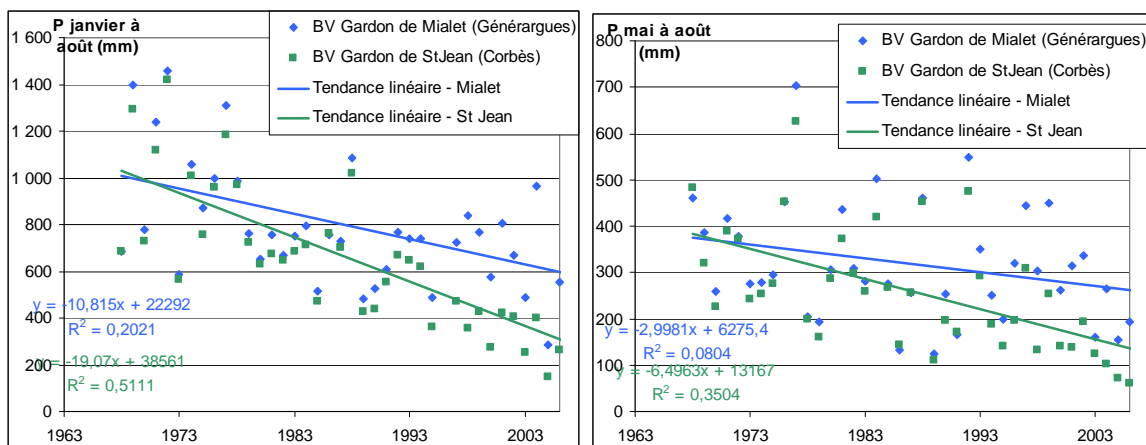 P janvier à
août (mm)
BV Gardon de Mialet (Générargues)
BV Gardon de StJean (Corbès)
Tendance linéaire - Mialet
Tendance linéaire - St Jean
1 600
1 400
1 200
1 000
800
600
400
200
0
y = -10,815x + 22292
R² = 0,2021
y = -19,07x + 38561
R² = 0,5111
1963
1973
1983
1993
2003
P mai à août
(mm)
BV Gardon de Mialet (Générargues)
BV Gardon de StJean (Corbès)
Tendance linéaire - Mialet
Tendance linéaire - St Jean
800
700
600
500
400
300
200
100
0
y = -2,9981x + 6275,4
R² = 0,0804
y = -6,4963x + 13167
R² = 0,3504
1963
1973
1983
1993
2003